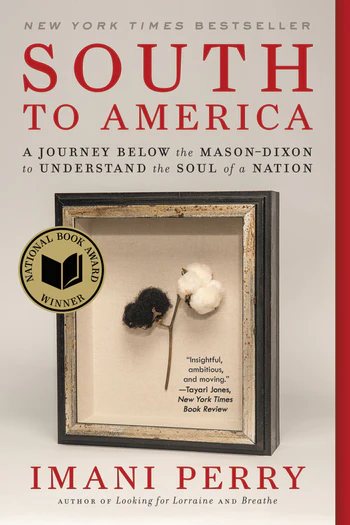 NEW YORK TIMES BESTSELLER
SOUTH
TO AMERICA
A JOURNEY BELOW the MASON–DIXON
to UNDERSTAND the SOUL of a NATION
NATIONAL BOOK AWARD
WINNER
"Insightful,
ambitious,
and moving."
—Tayari Jones,
New York Times
Book Review
IMANI PERRY
AUTHOR OF Looking for Lorraine AND Breathe